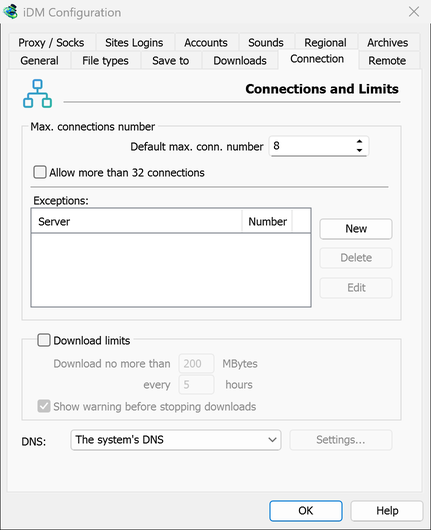 iDM Configuration
Proxy / Socks Sites Logins Accounts Sounds Regional Archives
General File types Save to Downloads Connection Remote
Connections and Limits
Max. connections number
Default max. conn. number 8
Allow more than 32 connections
Exceptions:
Server Number
New
Delete
Edit
Download limits
Download no more than 200 MBytes
every 5 hours
Show warning before stopping downloads
DNS: The system's DNS Settings...
OK Help